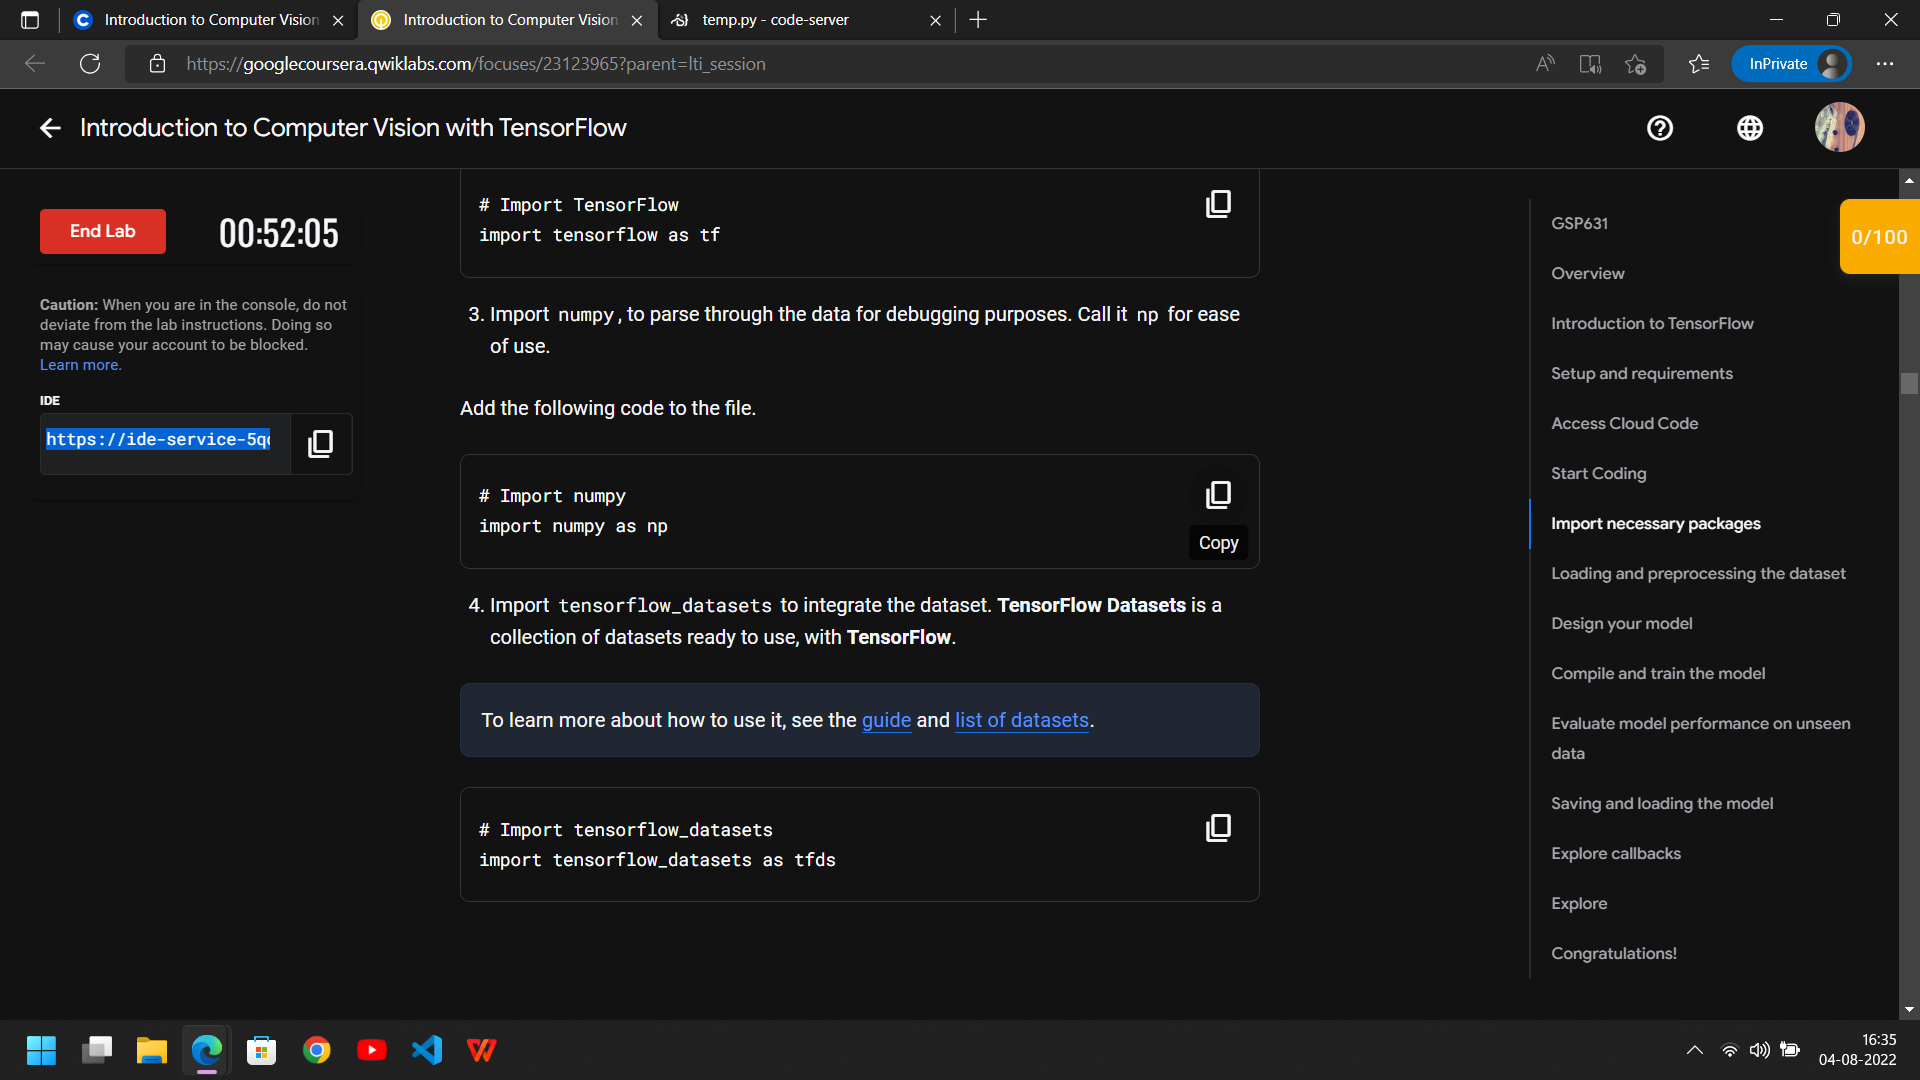 Introduction to Computer Vision
Introduction to Computer Vision
temp.py - code-server
https://googlecoursera.qwiklabs.com/focuses/23123965?parent=lti_session
InPrivate
Introduction to Computer Vision with TensorFlow
End Lab
00:52:05
Caution: When you are in the console, do not
deviate from the lab instructions. Doing so
may cause your account to be blocked.
Learn more.
IDE
https://ide-service-5q
# Import TensorFlow
import tensorflow as tf
3. Import numpy, to parse through the data for debugging purposes. Call it np for ease
of use.
Add the following code to the file.
# Import numpy
import numpy as np
Copy
4. Import tensorflow_datasets to integrate the dataset. TensorFlow Datasets is a
collection of datasets ready to use, with TensorFlow.
To learn more about how to use it, see the guide and list of datasets.
# Import tensorflow_datasets
import tensorflow_datasets as tfds
GSP631
0/100
Overview
Introduction to TensorFlow
Setup and requirements
Access Cloud Code
Start Coding
Import necessary packages
Loading and preprocessing the dataset
Design your model
Compile and train the model
Evaluate model performance on unseen
data
Saving and loading the model
Explore callbacks
Explore
Congratulations!
16:35
04-08-2022